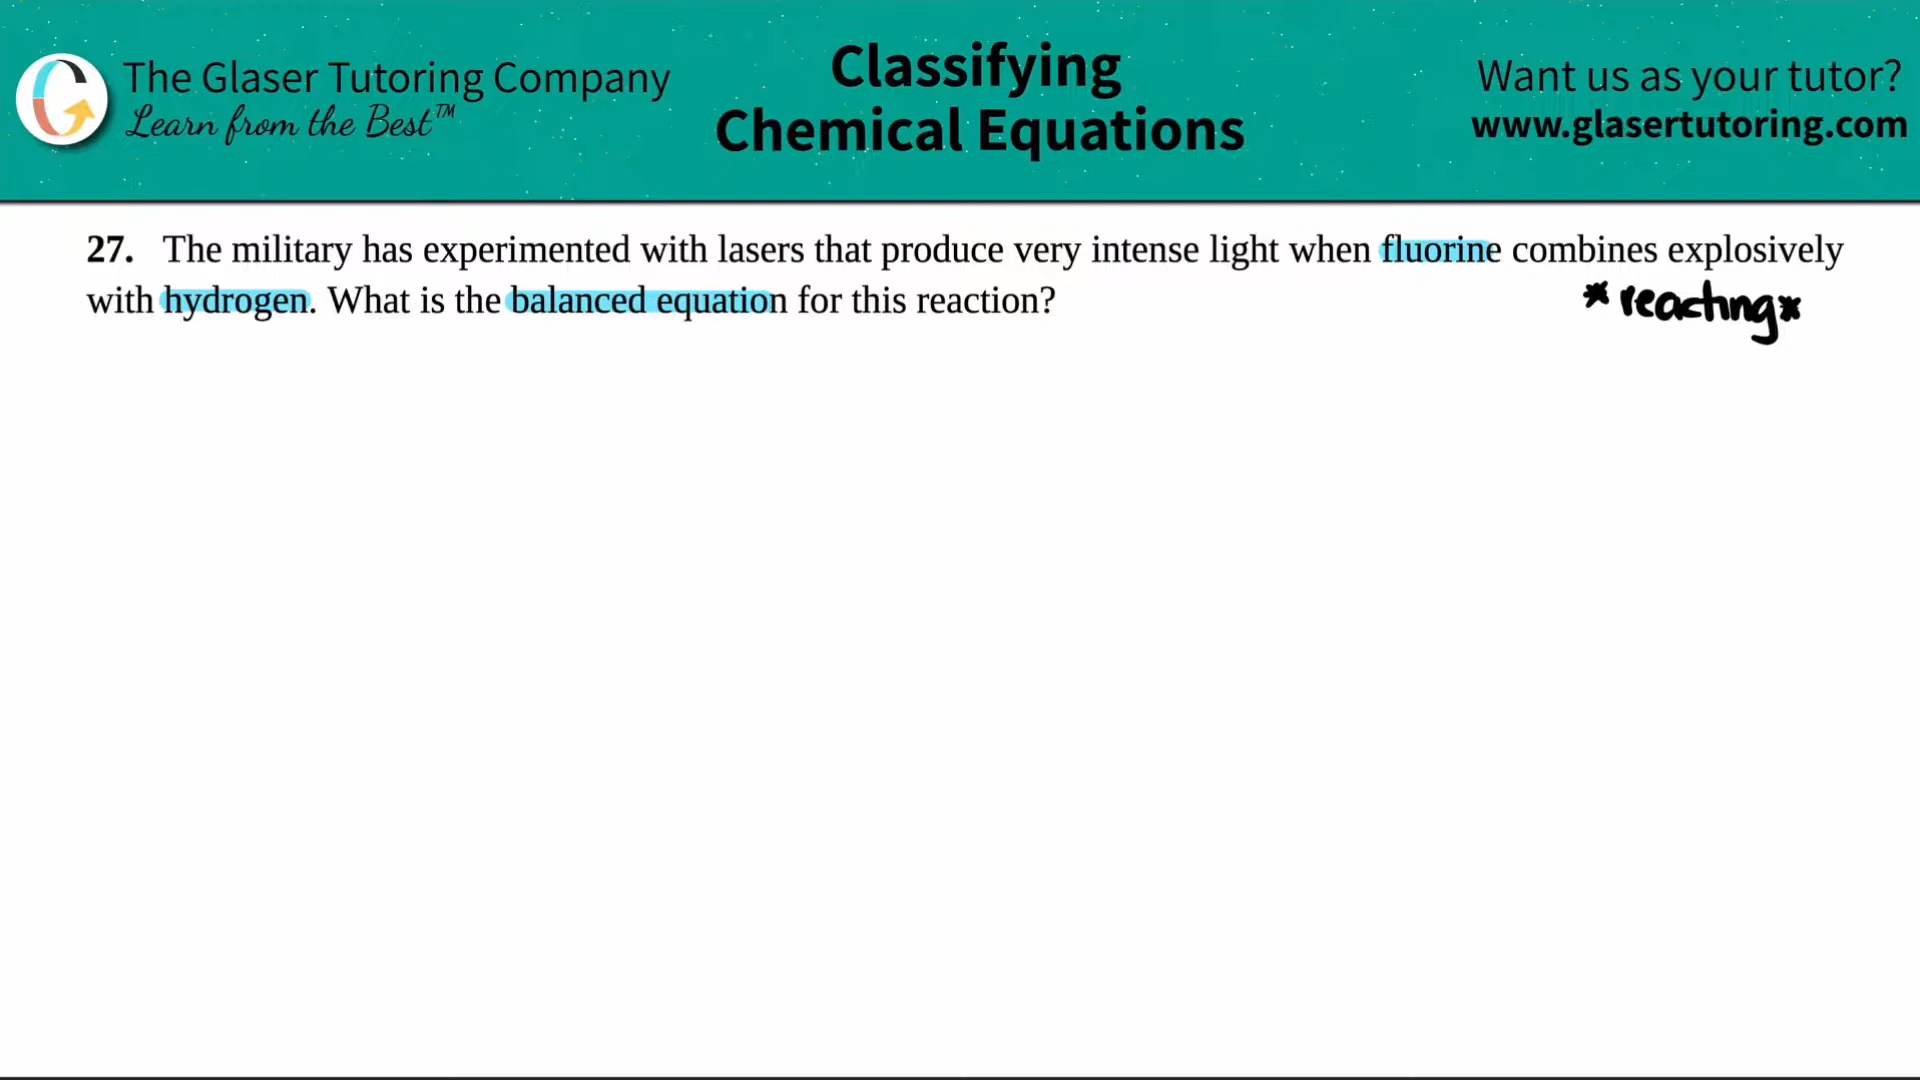 The Glaser Tutoring Company
Learn from the Best™
Classifying
Chemical Equations
Want us as your tutor?
www.glasertutoring.com
27. The military has experimented with lasers that produce very intense light when fluorine combines explosively
with hydrogen. What is the balanced equation for this reaction?
*reacting*